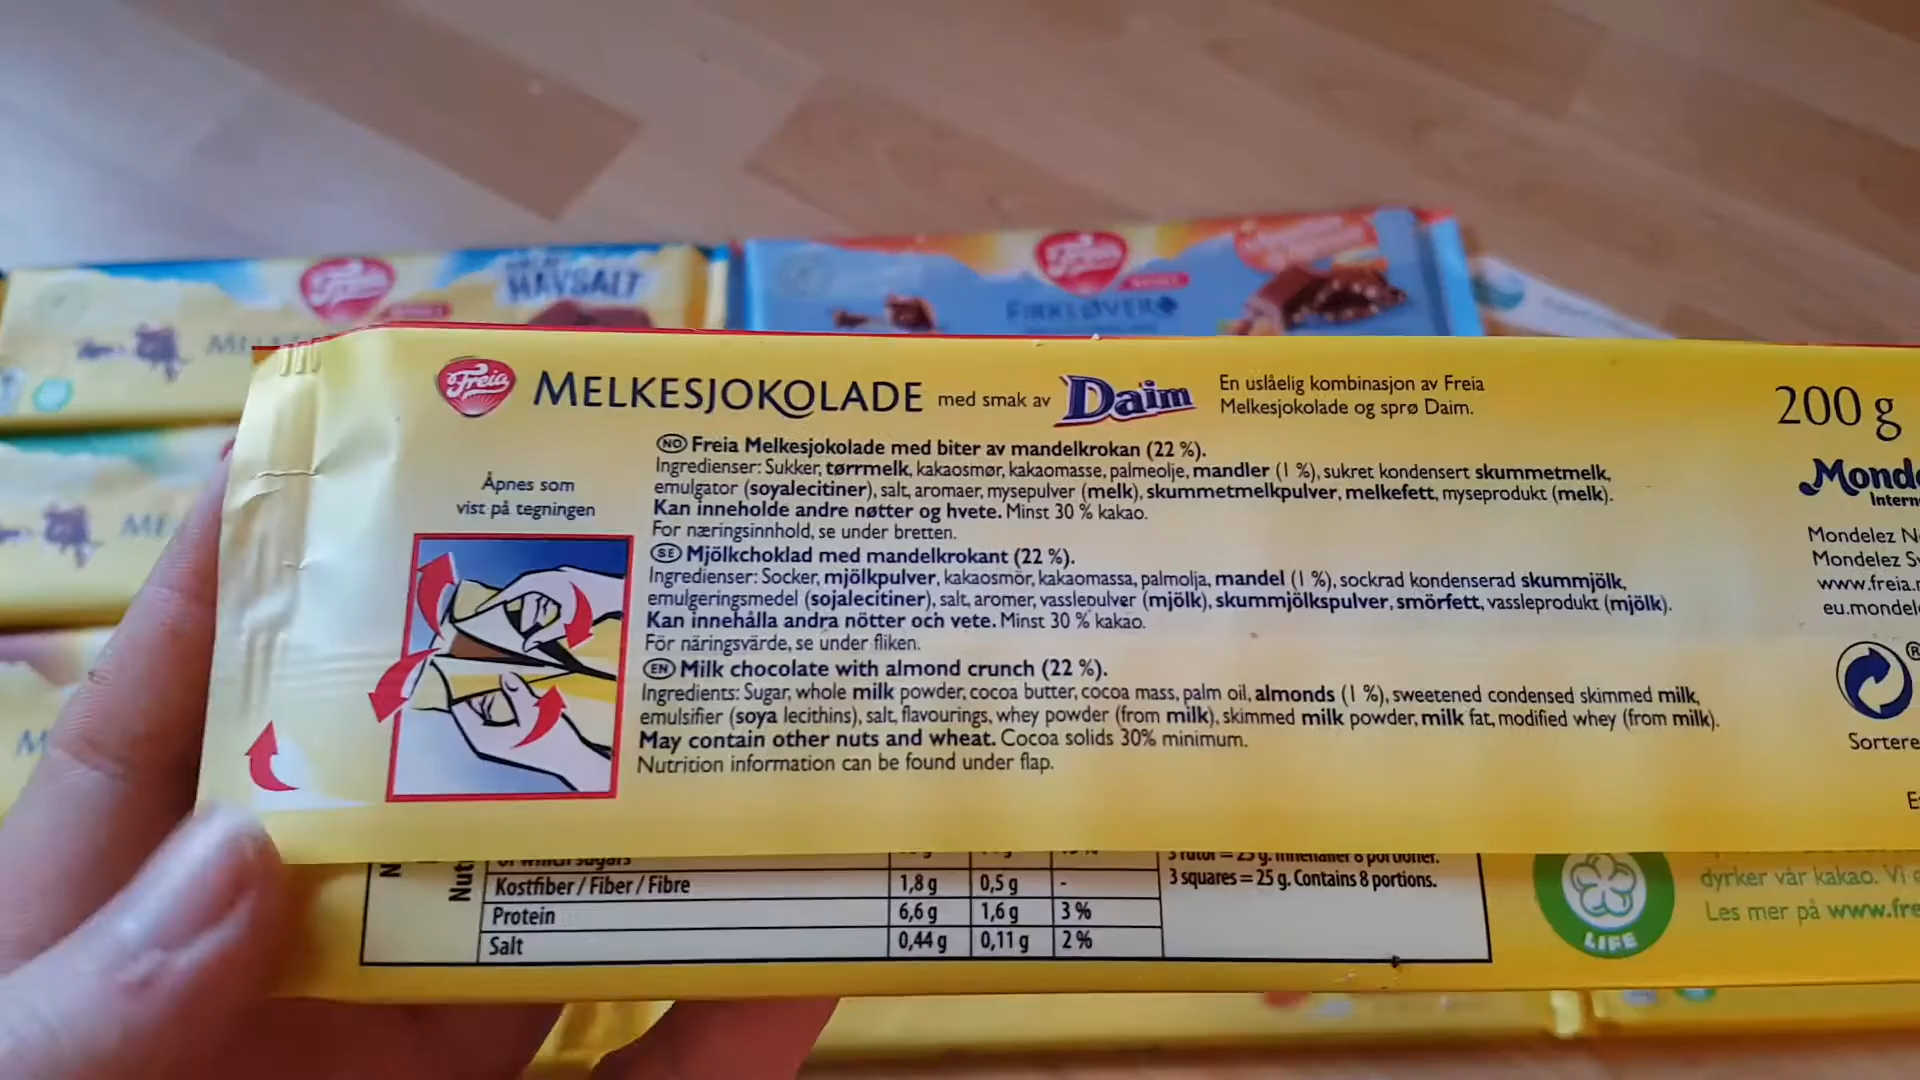 Freia
HAVSALT
Freia
FIRKLØVER
Freia MELKESJOKOLADE med smak av Daim
En uslåelig kombinasjon av Freia
Melkesjokolade og sprø Daim.
200 g
NO Freia Melkesjokolade med biter av mandelkrokan (22 %).
Ingredienser: Sukker, tørrmelk, kakaosmør, kakaomasse, palmeolje, mandler (1 %), sukret kondensert skummetmelk,
emulgator (soyalecitiner), salt, aromaer, mysepulver (melk), skummetmelkpulver, melkefett, myseprodukt (melk).
Kan inneholde andre nøtter og hvete. Minst 30 % kakao.
For næringsinnhold, se under bretten.
SE Mjölkchoklad med mandelkrokant (22 %).
Ingredienser: Socker, mjölkpulver, kakaosmör, kakaomassa, palmolja, mandel (1 %), sockrad kondenserad skummjölk,
emulgeringsmedel (sojalecitiner), salt, aromer, vasslepulver (mjölk), skummjölkspulver, smörfett, vassleprodukt (mjölk).
Kan innehålla andra nötter och vete. Minst 30 % kakao.
För näringsvärde, se under fliken.
EN Milk chocolate with almond crunch (22 %).
Ingredients: Sugar, whole milk powder, cocoa butter, cocoa mass, palm oil, almonds (1 %), sweetened condensed skimmed milk,
emulsifier (soya lecithins), salt, flavourings, whey powder (from milk), skimmed milk powder, milk fat, modified whey (from milk).
May contain other nuts and wheat. Cocoa solids 30% minimum.
Nutrition information can be found under flap.
Åpnes som
vist på tegningen
Mondelez
Mondelez
www.freia.
eu.mondel
®
Sortere
of which sugars
Kostfiber / Fiber / Fibre 1,8 g 0,5 g -
Protein 6,6 g 1,6 g 3 %
Salt 0,44 g 0,11 g 2 %
3 squares = 25 g. Contains 8 portions.
LIFE
dyrker vår kakao. Vi
Les mer på www.fre